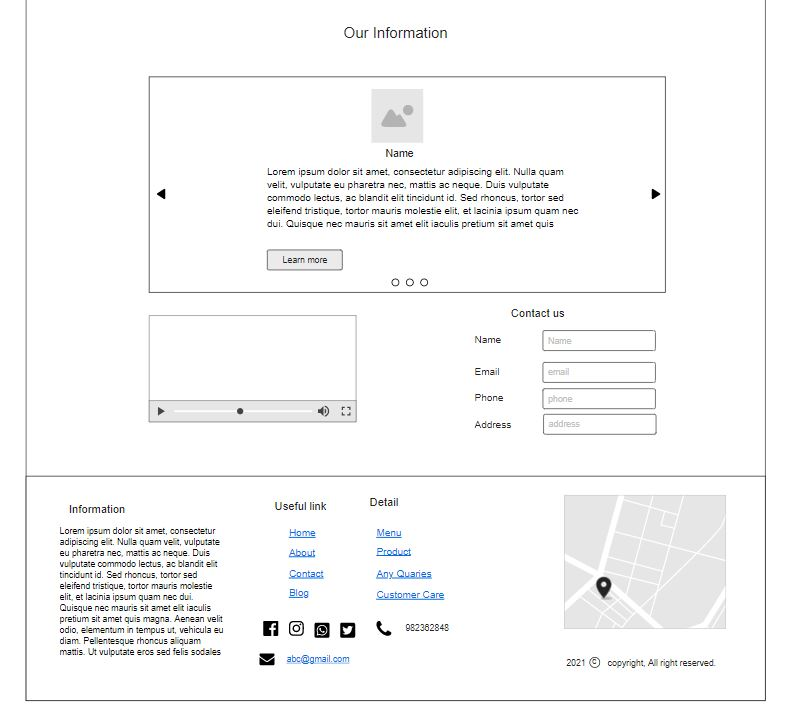 Our Information
Name
Lorem ipsum dolor sit amet, consectetur adipiscing elit. Nulla quam
velit, vulputate eu pharetra nec, mattis ac neque. Duis vulputate
commodo lectus, ac blandit elit tincidunt id. Sed rhoncus, tortor sed
eleifend tristique, tortor mauris molestie elit, et lacinia ipsum quam nec
dui. Quisque nec mauris sit amet elit iaculis pretium sit amet quis
Learn more
Contact us
Name Name
Email email
Phone phone
Address address
Information
Lorem ipsum dolor sit amet, consectetur
adipiscing elit. Nulla quam velit, vulputate
eu pharetra nec, mattis ac neque. Duis
vulputate commodo lectus, ac blandit elit
tincidunt id. Sed rhoncus, tortor sed
eleifend tristique, tortor mauris molestie
elit, et lacinia ipsum quam nec dui.
Quisque nec mauris sit amet elit iaculis
pretium sit amet quis magna. Aenean velit
odio, elementum in tempus ut, vehicula eu
diam. Pellentesque rhoncus aliquam
mattis. Ut vulputate eros sed felis sodales
Useful link
Home
About
Contact
Blog
abc@gmail.com
Detail
Menu
Product
Any Quaries
Customer Care
982362848
2021 © copyright, All right reserved.